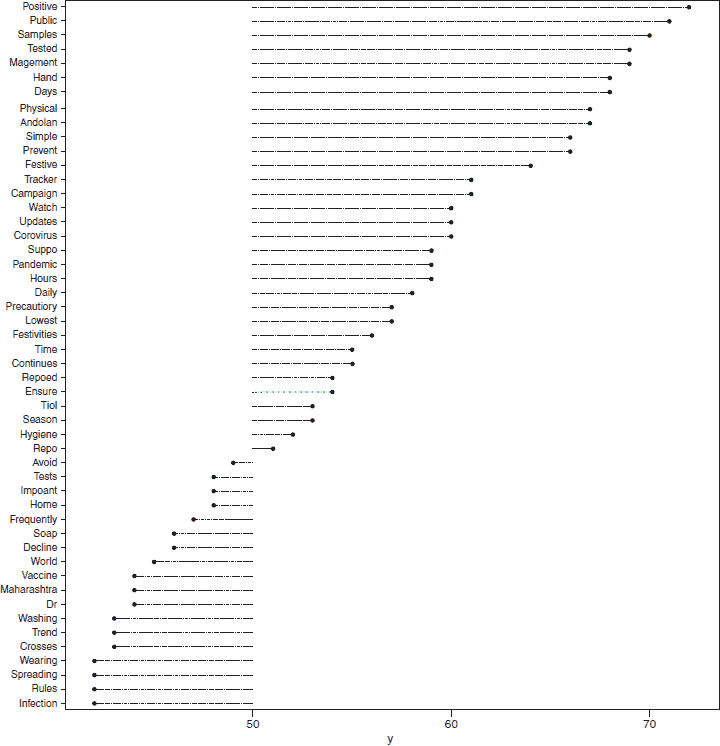 Positive
Public
Samples
Tested
Magement
Hand
Days
Physical
Andolan
Simple
Prevent
Festive
Tracker
Campaign
Watch
Updates
Corovirus
Suppo
Pandemic
Hours
Daily
Precautiory
Lowest
Festivities
Time
Continues
Repoed
Ensure
Tiol
Season
Hygiene
Repo
Avoid
Tests
Impoant
Home
Frequently
Soap
Decline
World
Vaccine
Maharashtra
Dr
Washing
Trend
Crosses
Wearing
Spreading
Rules
Infection
50 60 70
y